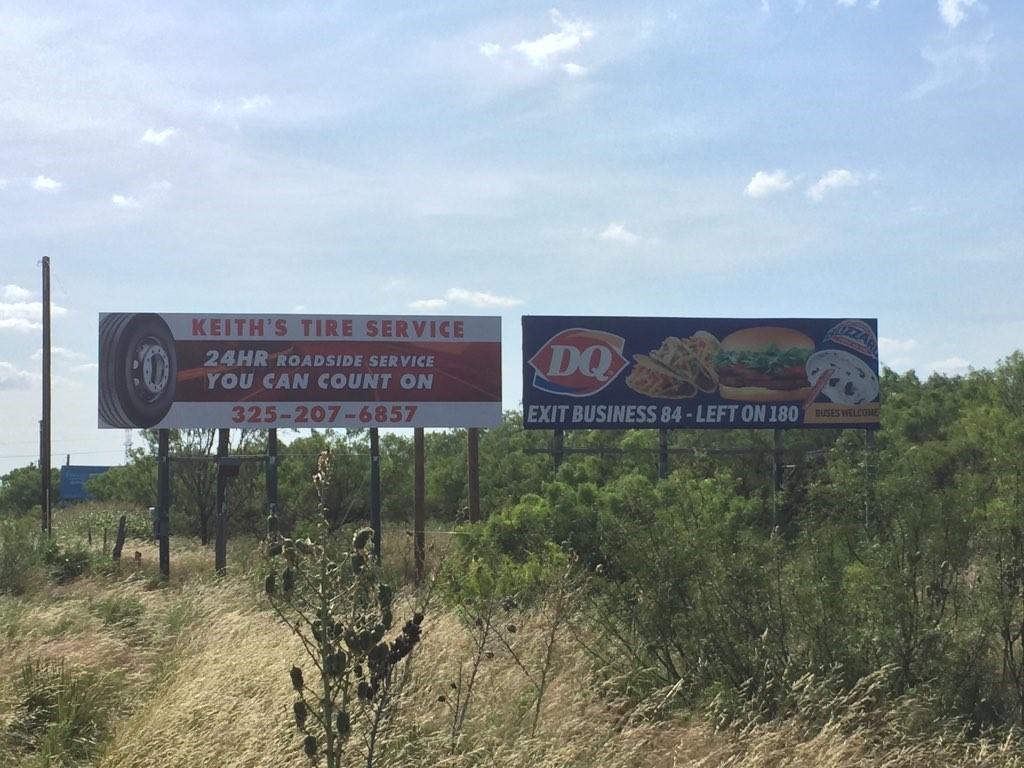 KEITH'S TIRE SERVICE
24HR ROADSIDE SERVICE
YOU CAN COUNT ON
325-207-6857
DQ
BLIZZARD
EXIT BUSINESS 84 - LEFT ON 180
BUSES WELCOME